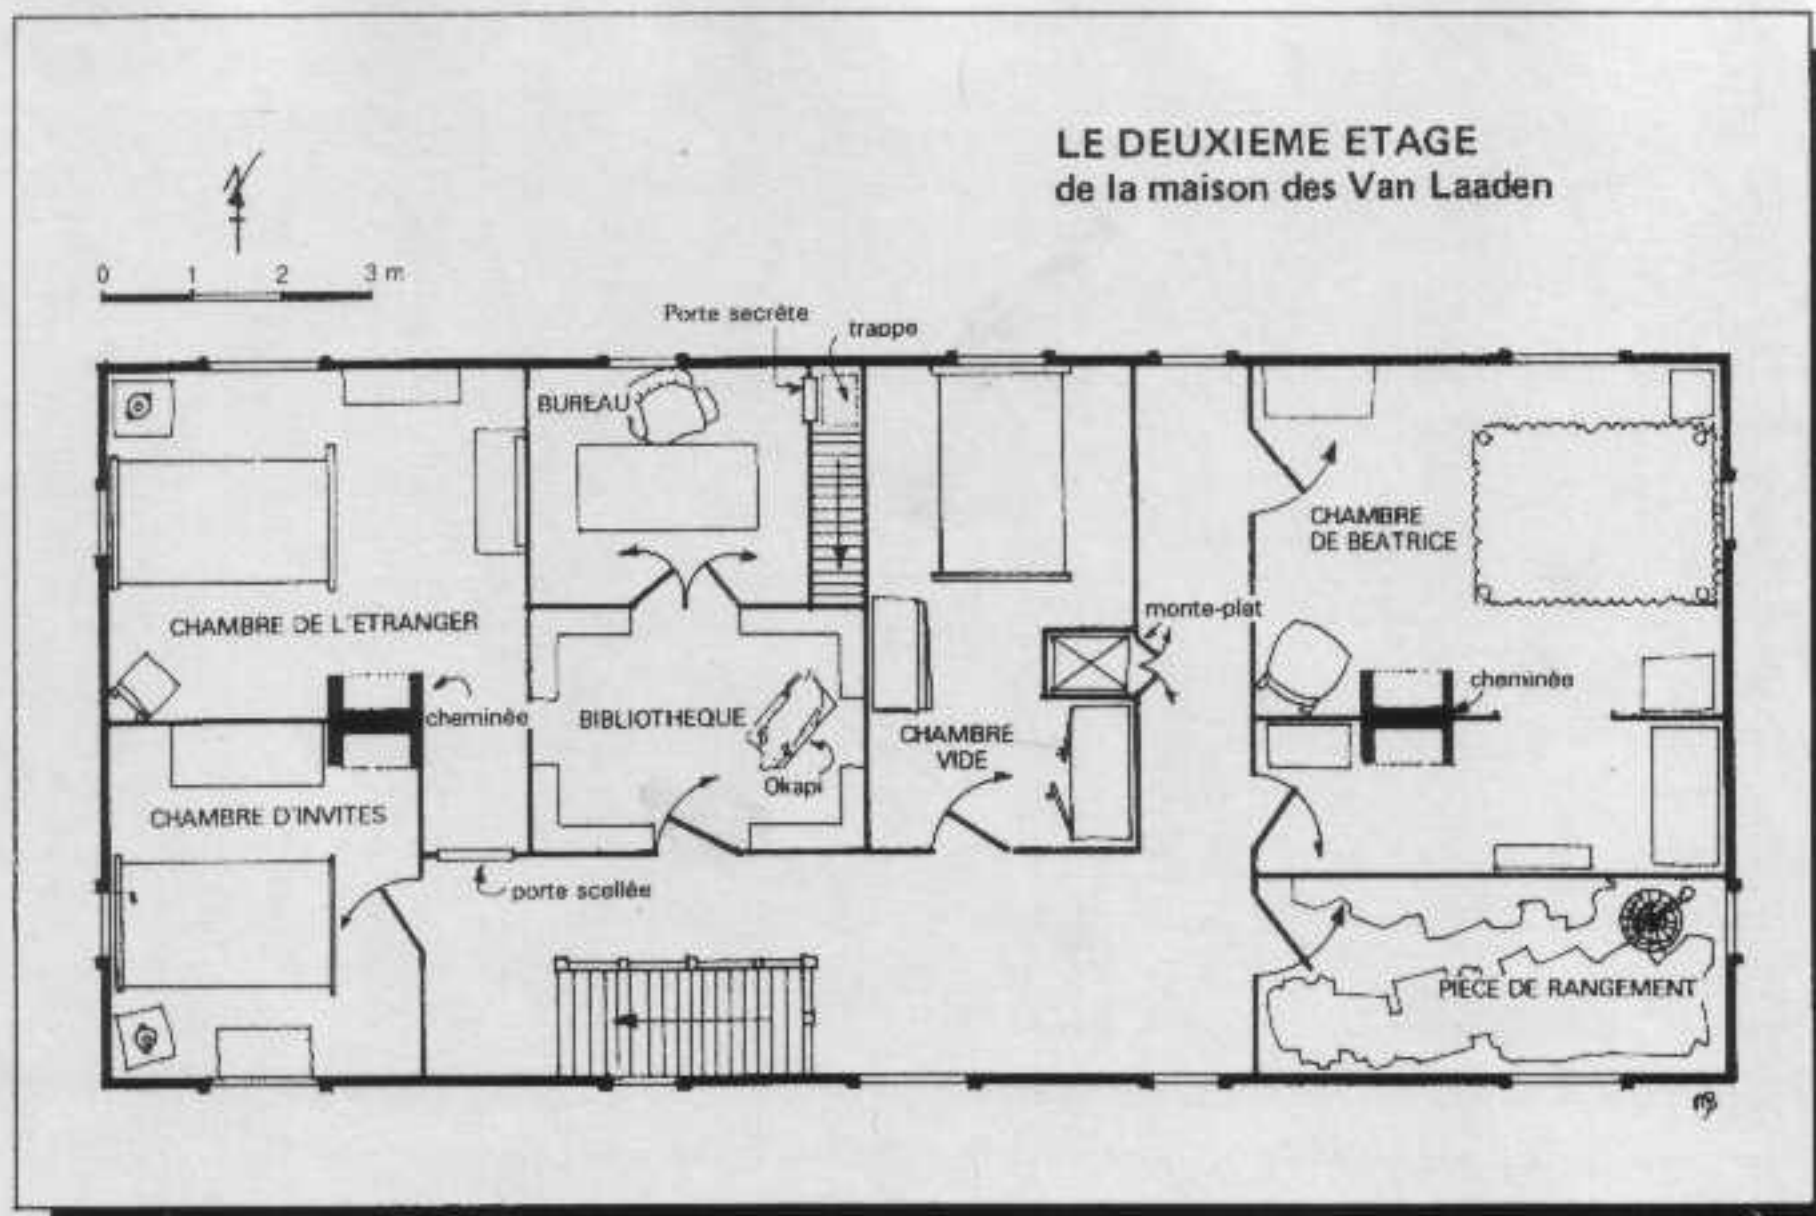 LE DEUXIEME ETAGE
de la maison des Van Laaden
N
0 1 2 3 m
Porte secrète
trappe
BUREAU
CHAMBRE
DE BEATRICE
CHAMBRE DE L'ETRANGER
monte-plat
cheminée
cheminée
BIBLIOTHEQUE
CHAMBRE
VIDE
Okapi
CHAMBRE D'INVITES
porte scellée
PIECE DE RANGEMENT